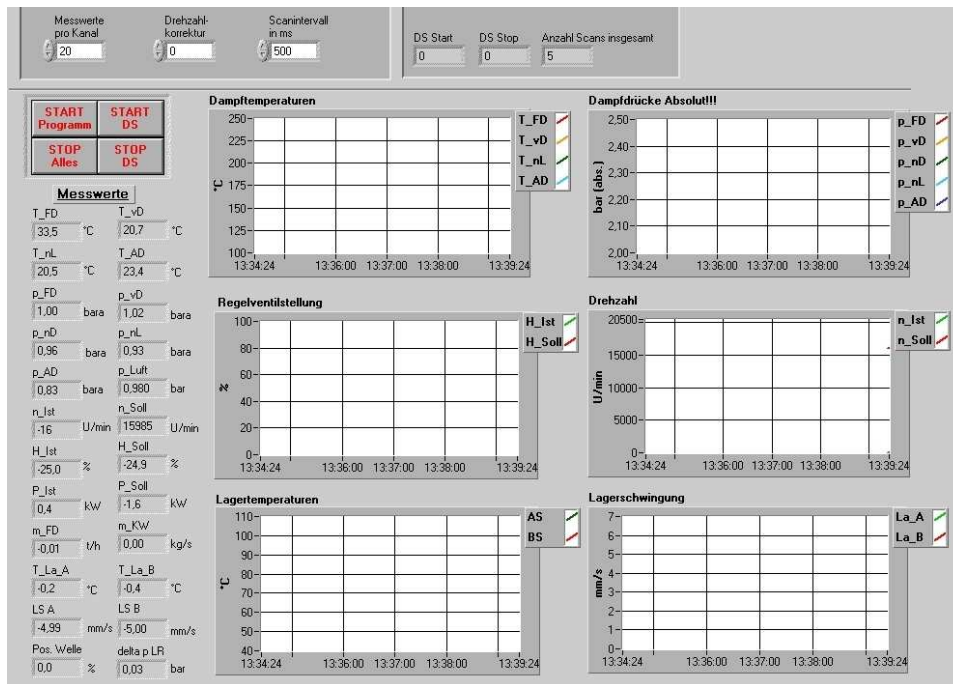 Messwerte pro Kanal
20
Drehzahl-korrektur
0
Scanintervall in ms
500
DS Start
0
DS Stop
0
Anzahl Scans insgesamt
5
START Programm
START DS
STOP Alles
STOP DS
Messwerte
T_FD
33,5 °C
T_vD
20,7 °C
T_nL
20,5 °C
T_AD
23,4 °C
p_FD
1,00 bara
p_vD
1,02 bara
p_nD
0,96 bara
p_nL
0,93 bara
p_AD
0,83 bara
p_Luft
0,980 bar
n_Ist
-16 U/min
n_Soll
15985 U/min
H_Ist
-25,0 %
H_Soll
-24,9 %
P_Ist
0,4 kW
P_Soll
-1,6 kW
m_FD
-0,01 t/h
m_KW
0,00 kg/s
T_La_A
-0,2 °C
T_La_B
-0,4 °C
LS A
-4,99 mm/s
LS B
-5,00 mm/s
Pos. Welle
0,0 %
delta p LR
0,03 bar
Dampftemperaturen
T_FD
T_vD
T_nL
T_AD
°C
250
225
200
175
150
125
100
13:34:24 13:36:00 13:37:00 13:38:00 13:39:24
Dampfdrücke Absolut!!!
p_FD
p_vD
p_nD
p_nL
p_AD
bar (abs.)
2,50
2,40
2,30
2,20
2,10
2,00
13:34:24 13:36:00 13:37:00 13:38:00 13:39:24
Regelventilstellung
H_Ist
H_Soll
%
100
80
60
40
20
0
13:34:24 13:36:00 13:37:00 13:38:00 13:39:24
Drehzahl
n_Ist
n_Soll
U/min
20500
15000
10000
5000
0
13:34:24 13:36:00 13:37:00 13:38:00 13:39:24
Lagertemperaturen
AS
BS
°C
110
100
90
80
70
60
50
40
13:34:24 13:36:00 13:37:00 13:38:00 13:39:24
Lagerschwingung
La_A
La_B
mm/s
7
6
5
4
3
2
1
0
13:34:24 13:36:00 13:37:00 13:38:00 13:39:24